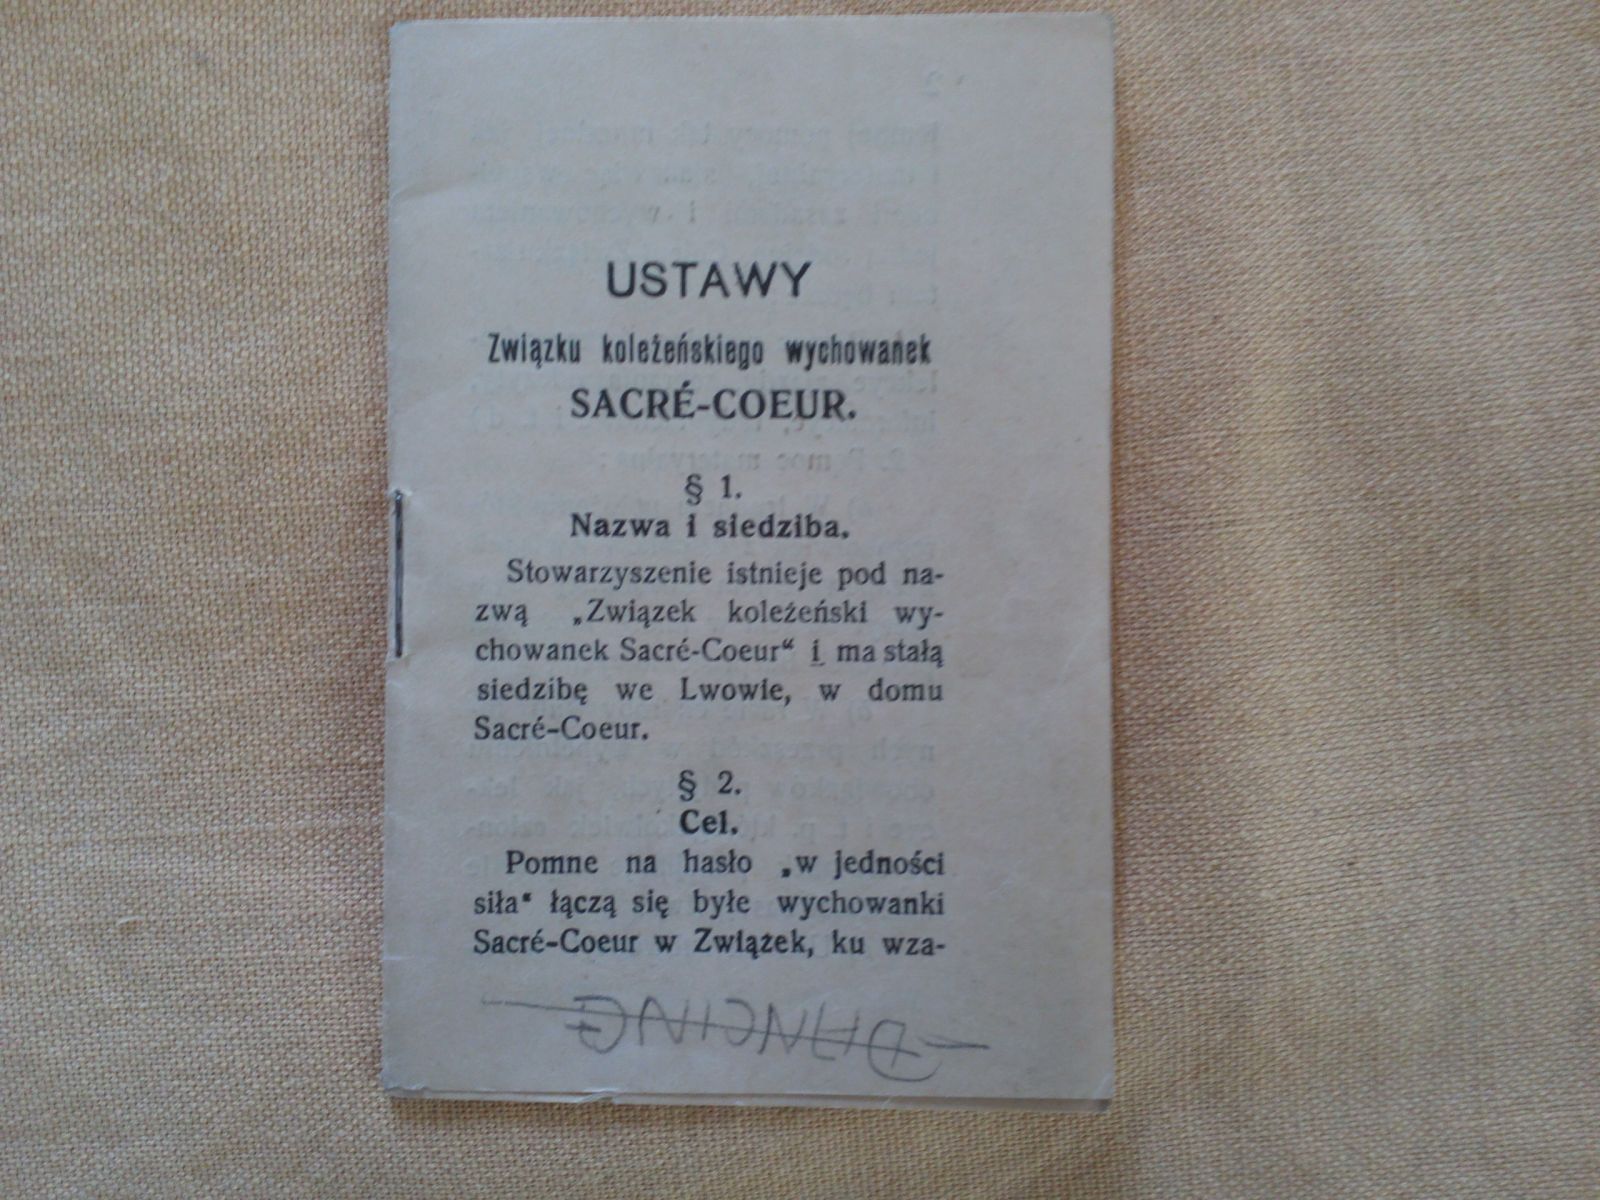 USTAWY
Związku koleżeńskiego wychowanek
SACRÉ-COEUR.
§ 1.
Nazwa i siedziba.
Stowarzyszenie istnieje pod na-
zwą „Związek koleżeński wy-
chowanek Sacré-Coeur“ i ma stałą
siedzibę we Lwowie, w domu
Sacré-Coeur.
§ 2.
Cel.
Pomne na hasło „w jedności
siła“ łączą się byłe wychowanki
Sacré-Coeur w Związek, ku wza-
DANCING